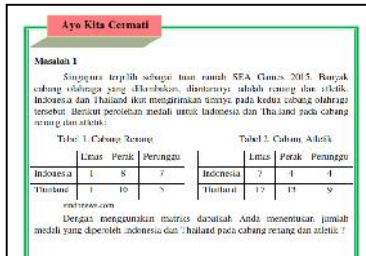 Ayo Kita Cermati
Masalah 1
Singapura terpilih sebagai tuan rumah SEA Games 2015. Banyak
cabang olahraga yang dilombakan, diantaranya adalah renang dan atletik.
Indonesia dan Thailand ikut mengirimkan timnya pada kedua cabang olahraga
tersebut. Berikut perolehan medali untuk Indonesia dan Thailand pada cabang
renang dan atletik:
Tabel 1. Cabang Renang
Tabel 2. Cabang Atletik
Emas Perak Perunggu
Emas Perak Perunggu
Indonesia 1 8 7
Indonesia 7 4 4
Thailand 1 10 5
Thailand 17 13 9
Dengan menggunakan matriks dapatkah Anda menentukan jumlah
medali yang diperoleh Indonesia dan Thailand pada cabang renang dan atletik ?